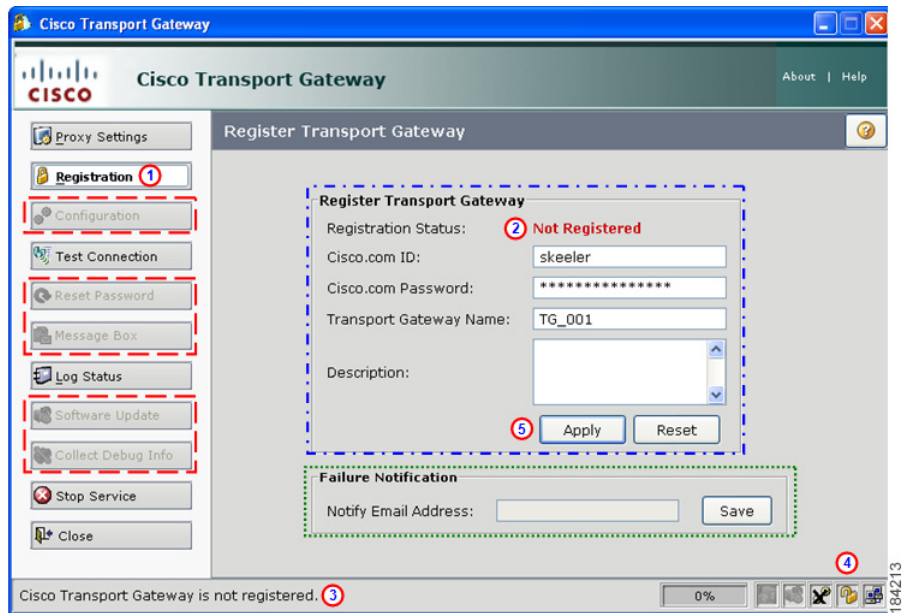 Cisco Transport Gateway
CISCO
Cisco Transport Gateway
About | Help
Proxy Settings
Registration 1
Configuration
Test Connection
Reset Password
Message Box
Log Status
Software Update
Collect Debug Info
Stop Service
Close
Register Transport Gateway
Register Transport Gateway
Registration Status: 2 Not Registered
Cisco.com ID: skeeler
Cisco.com Password: ***************
Transport Gateway Name: TG_001
Description:
5 Apply Reset
Failure Notification
Notify Email Address: Save
4
Cisco Transport Gateway is not registered. 3
0%
184213